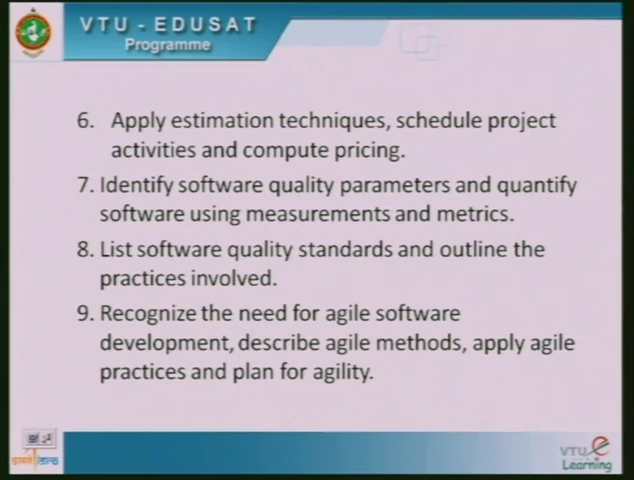 VTU - EDUSAT
Programme
6. Apply estimation techniques, schedule project
activities and compute pricing.
7. Identify software quality parameters and quantify
software using measurements and metrics.
8. List software quality standards and outline the
practices involved.
9. Recognize the need for agile software
development, describe agile methods, apply agile
practices and plan for agility.
VTU e
Learning